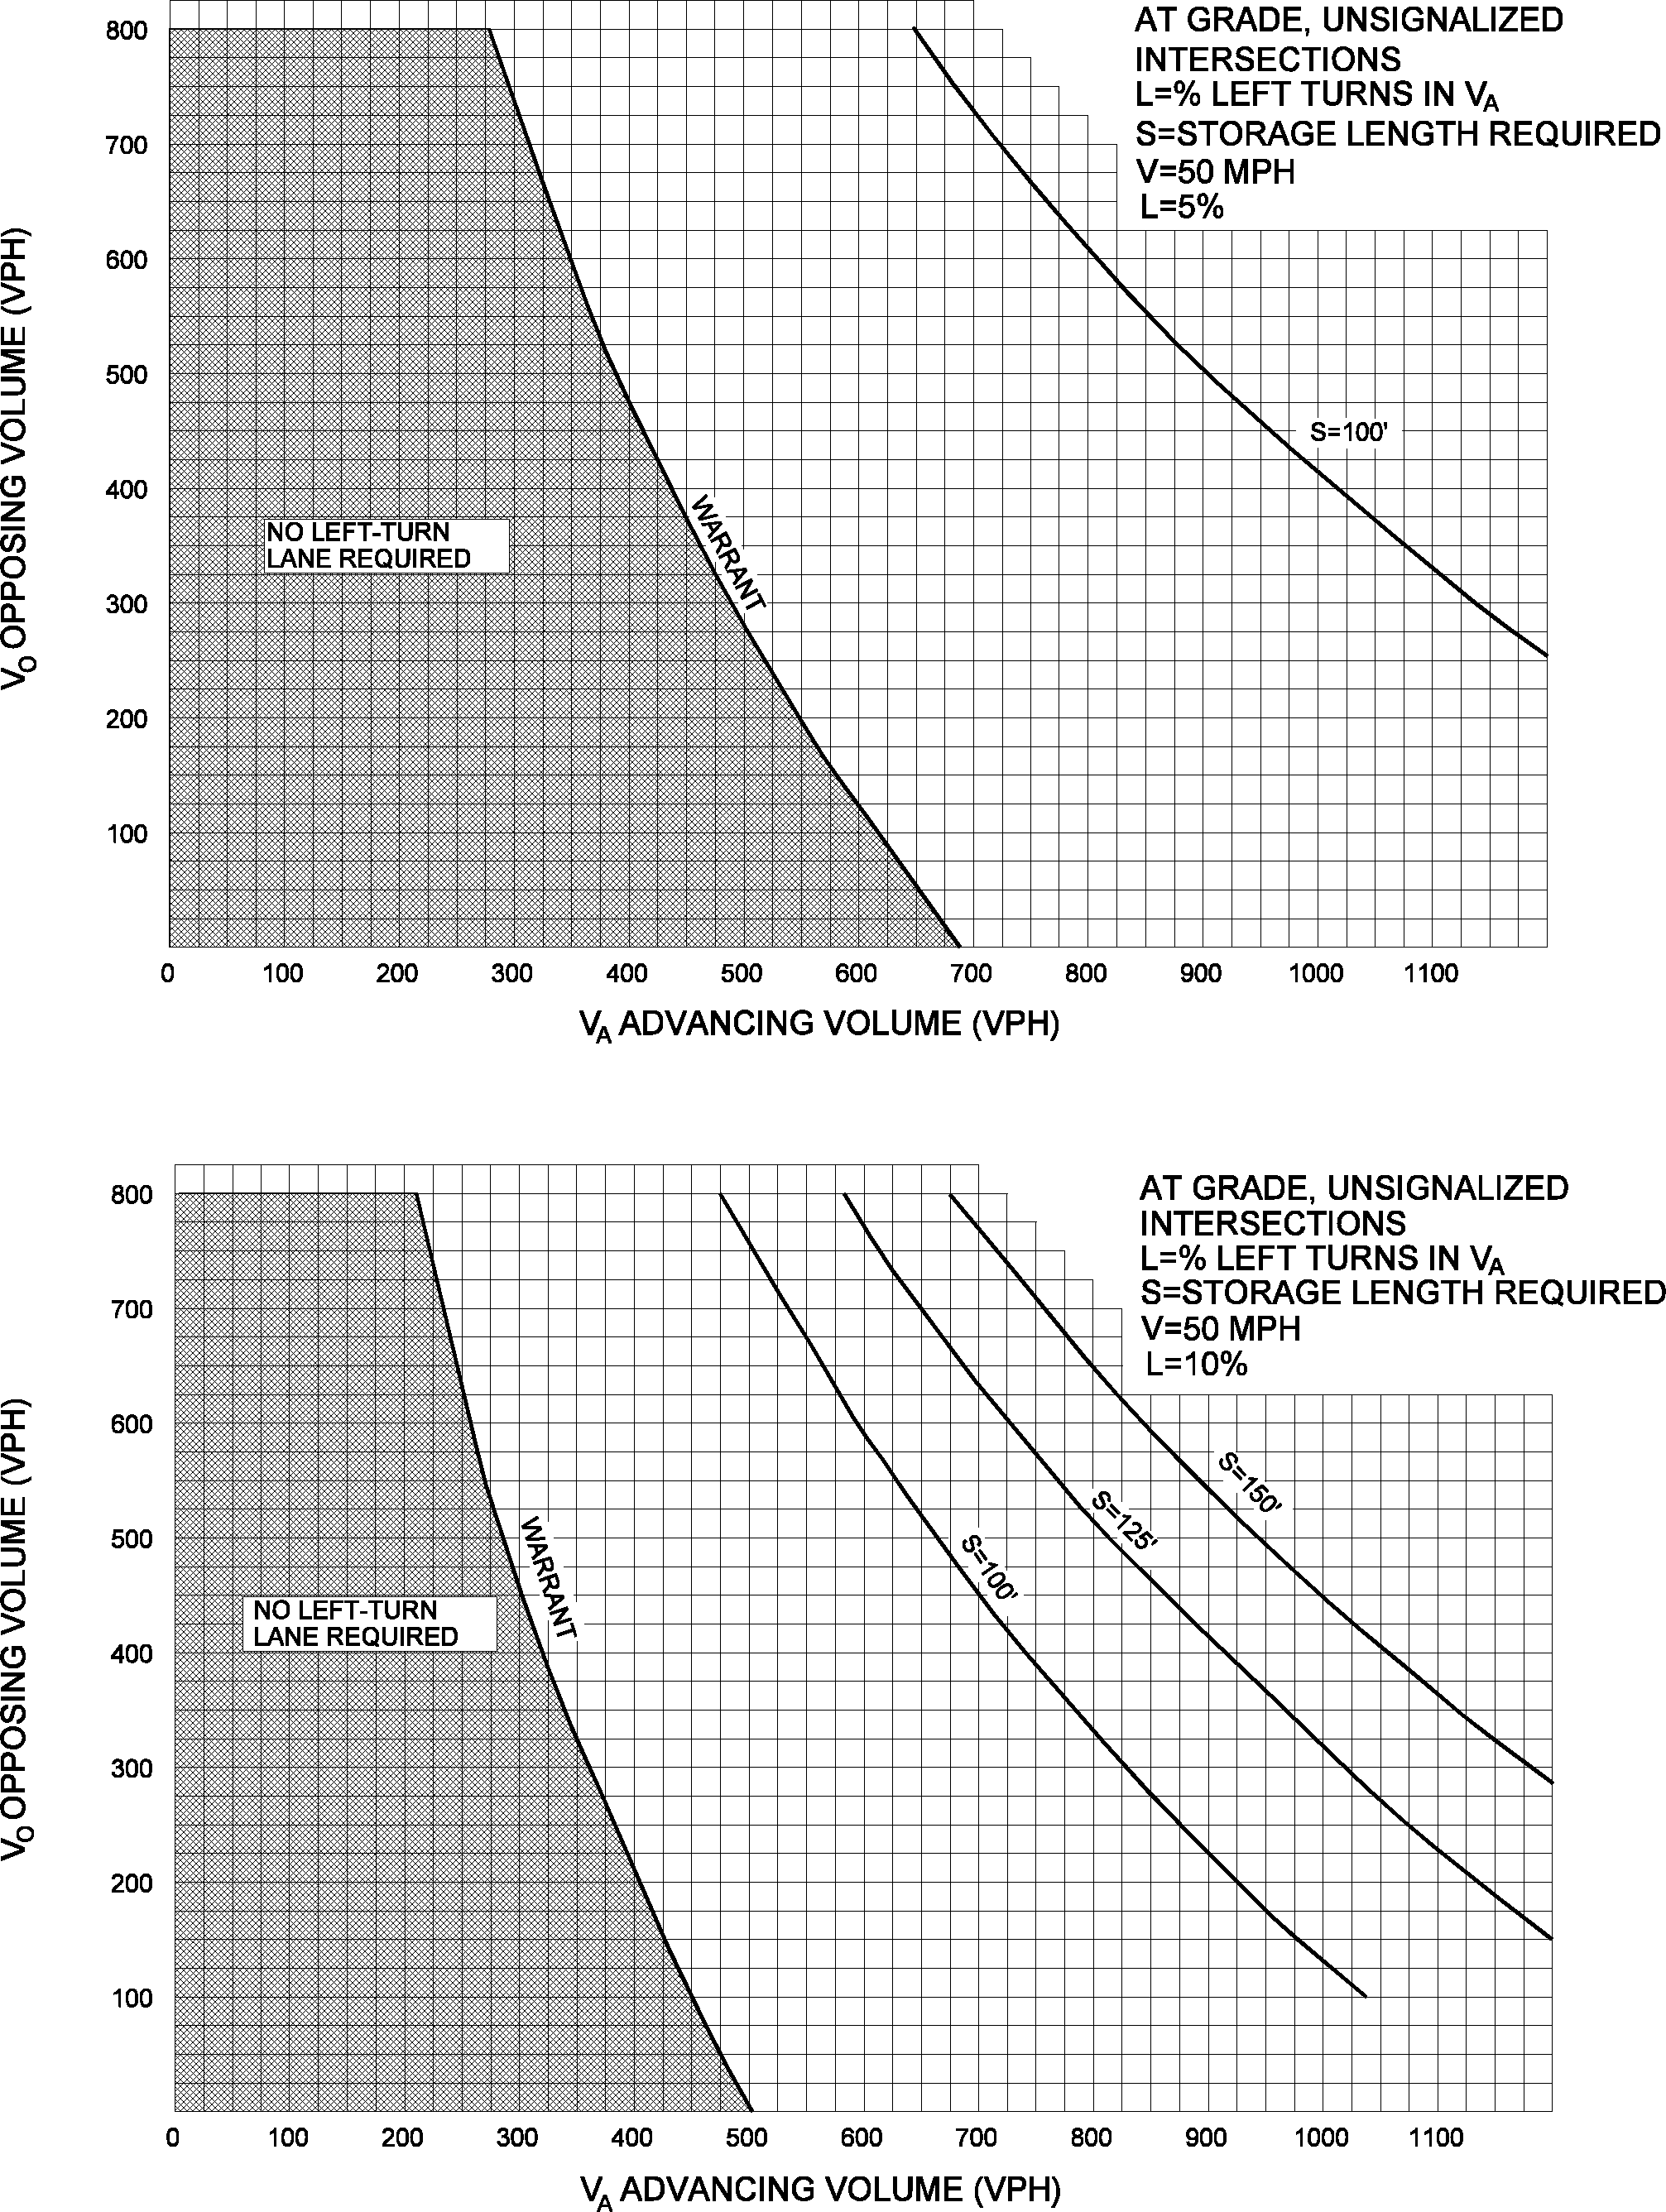 AT GRADE, UNSIGNALIZED
INTERSECTIONS
L=% LEFT TURNS IN VA
S=STORAGE LENGTH REQUIRED
V=50 MPH
L=5%
VO OPPOSING VOLUME (VPH)
800
700
600
500
400
300
200
100
S=100'
WARRANT
NO LEFT-TURN
LANE REQUIRED
0 100 200 300 400 500 600 700 800 900 1000 1100
VA ADVANCING VOLUME (VPH)
AT GRADE, UNSIGNALIZED
INTERSECTIONS
L=% LEFT TURNS IN VA
S=STORAGE LENGTH REQUIRED
V=50 MPH
L=10%
VO OPPOSING VOLUME (VPH)
800
700
600
500
400
300
200
100
S=150'
S=125'
S=100'
WARRANT
NO LEFT-TURN
LANE REQUIRED
0 100 200 300 400 500 600 700 800 900 1000 1100
VA ADVANCING VOLUME (VPH)